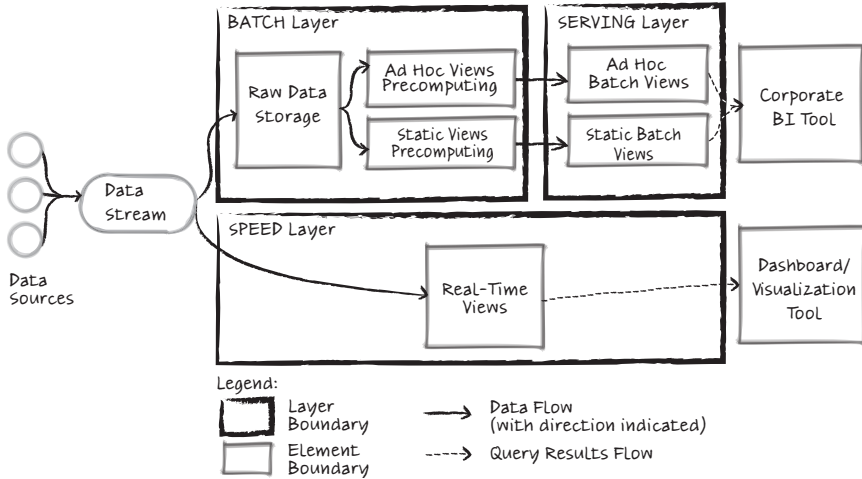 BATCH Layer
Raw Data
Storage
Ad Hoc Views
Precomputing
Static Views
Precomputing
SERVING Layer
Ad Hoc
Batch Views
Static Batch
Views
Corporate
BI Tool
Data
Stream
Data
Sources
SPEED Layer
Real-Time
Views
Dashboard/
Visualization
Tool
Legend:
Layer
Boundary
Element
Boundary
Data Flow
(with direction indicated)
Query Results Flow